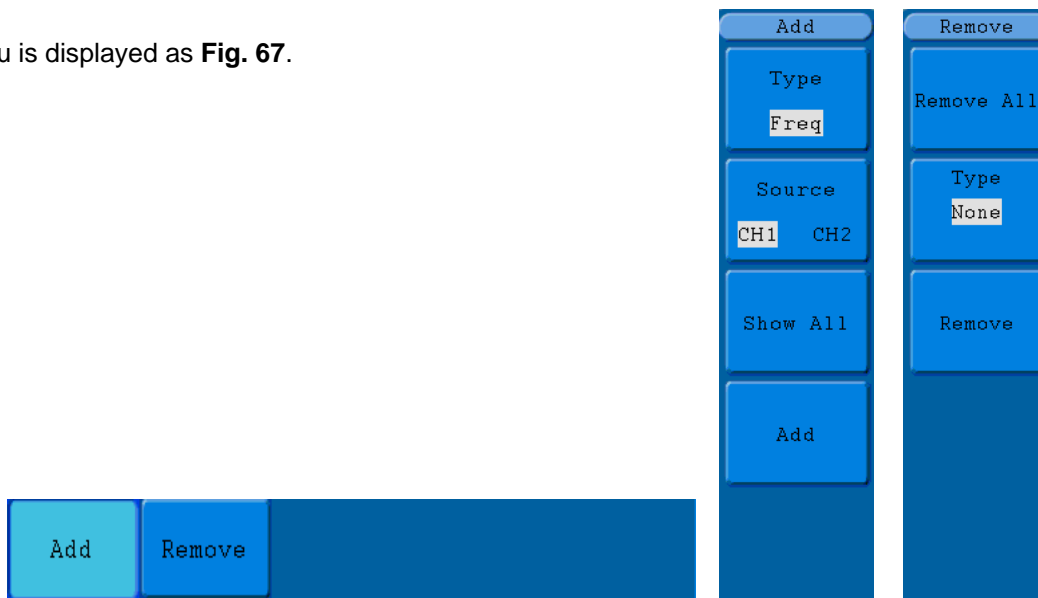 u is displayed as Fig. 67.
Add
Type
Freq
Source
CH1 CH2
Show All
Add
Remove
Remove All
Type
None
Remove
Add Remove